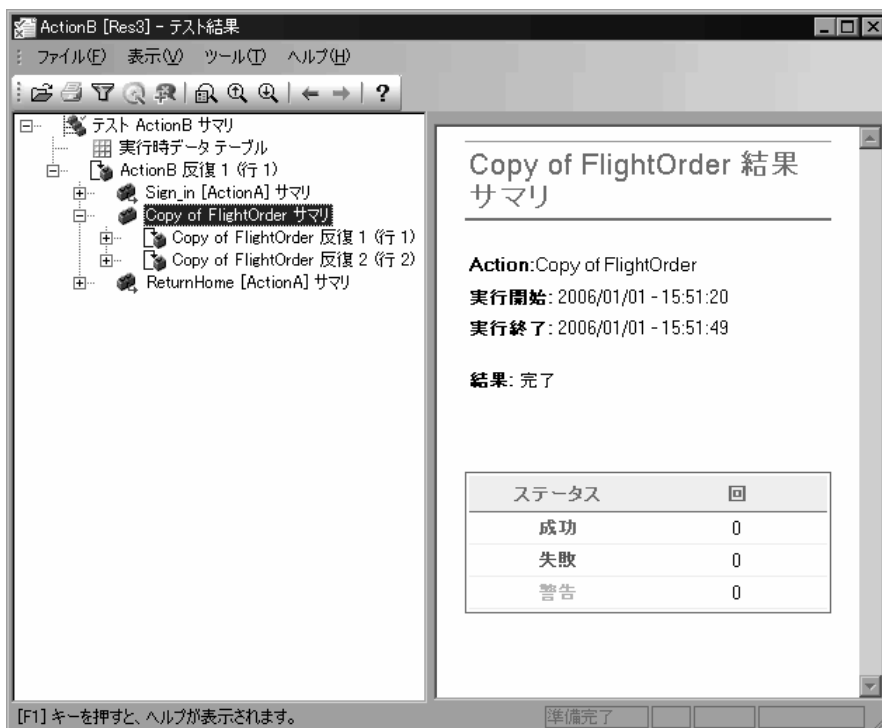 ActionB [Res3] - テスト結果
ファイル(F) 表示(V) ツール(T) ヘルプ(H)
?
テスト ActionB サマリ
実行時データ テーブル
ActionB 反復 1 (行 1)
Sign_in [ActionA] サマリ
Copy of FlightOrder サマリ
Copy of FlightOrder 反復 1 (行 1)
Copy of FlightOrder 反復 2 (行 2)
ReturnHome [ActionA] サマリ
Copy of FlightOrder 結果
サマリ
Action:Copy of FlightOrder
実行開始: 2006/01/01 - 15:51:20
実行終了: 2006/01/01 - 15:51:49
結果: 完了
ステータス 回
成功 0
失敗 0
警告 0
[F1] キーを押すと、ヘルプが表示されます。 準備完了